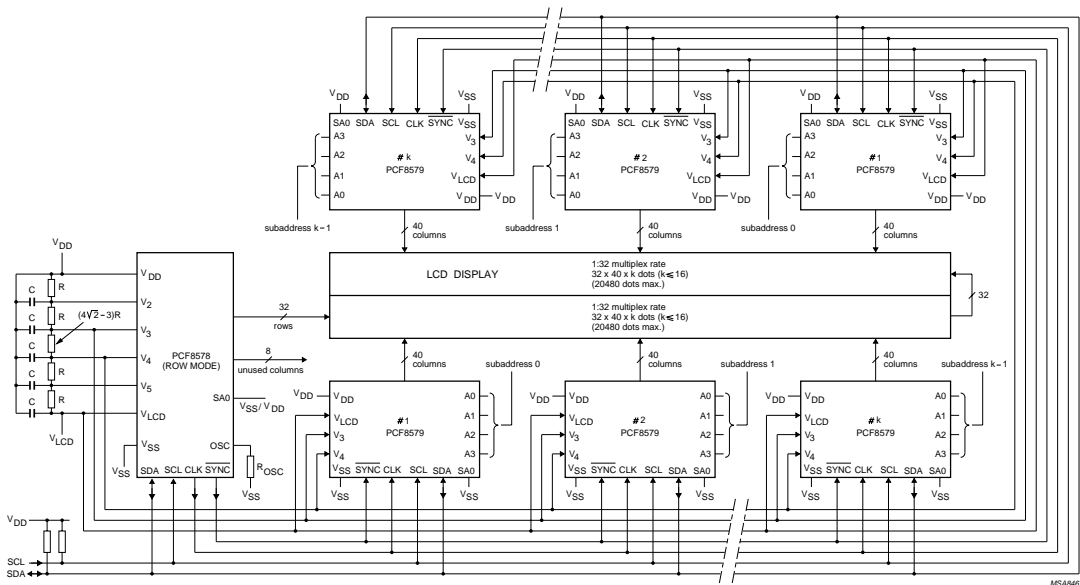 VDD VSS VDD VSS VDD VSS
SA0 SDA SCL CLK SYNC VSS
A3
A2
A1
A0
# k
PCF8579
V3
V4
VLCD
VDD VDD
SA0 SDA SCL CLK SYNC VSS
A3
A2
A1
A0
# 2
PCF8579
V3
V4
VLCD
VDD VDD
SA0 SDA SCL CLK SYNC VSS
A3
A2
A1
A0
# 1
PCF8579
V3
V4
VLCD
VDD VDD
subaddress k–1
40
columns
subaddress 1
40
columns
subaddress 0
40
columns
LCD DISPLAY
1:32 multiplex rate
32 x 40 x k dots (k≤16)
(20480 dots max.)
1:32 multiplex rate
32 x 40 x k dots (k≤16)
(20480 dots max.)
32
VDD
C
R
C
R
(4√2–3)R
C
C
R
C
R
VLCD
VDD
V2
V3
V4
V5
VLCD
VSS
VSS
PCF8578
(ROW MODE)
SA0
VSS/VDD
OSC
ROSC
VSS
SDA SCL CLK SYNC
32
rows
8
unused columns
40
columns
subaddress 0
40
columns
subaddress 1
40
columns
subaddress k–1
VDD VDD
VLCD
V3
V4
#1
PCF8579
A0
A1
A2
A3
VSS SYNC CLK SCL SDA SA0
VSS VSS
VDD VDD
VLCD
V3
V4
#2
PCF8579
A0
A1
A2
A3
VSS SYNC CLK SCL SDA SA0
VSS VSS
VDD VDD
VLCD
V3
V4
#k
PCF8579
A0
A1
A2
A3
VSS SYNC CLK SCL SDA SA0
VSS VSS
VDD
SCL
SDA
MSA846